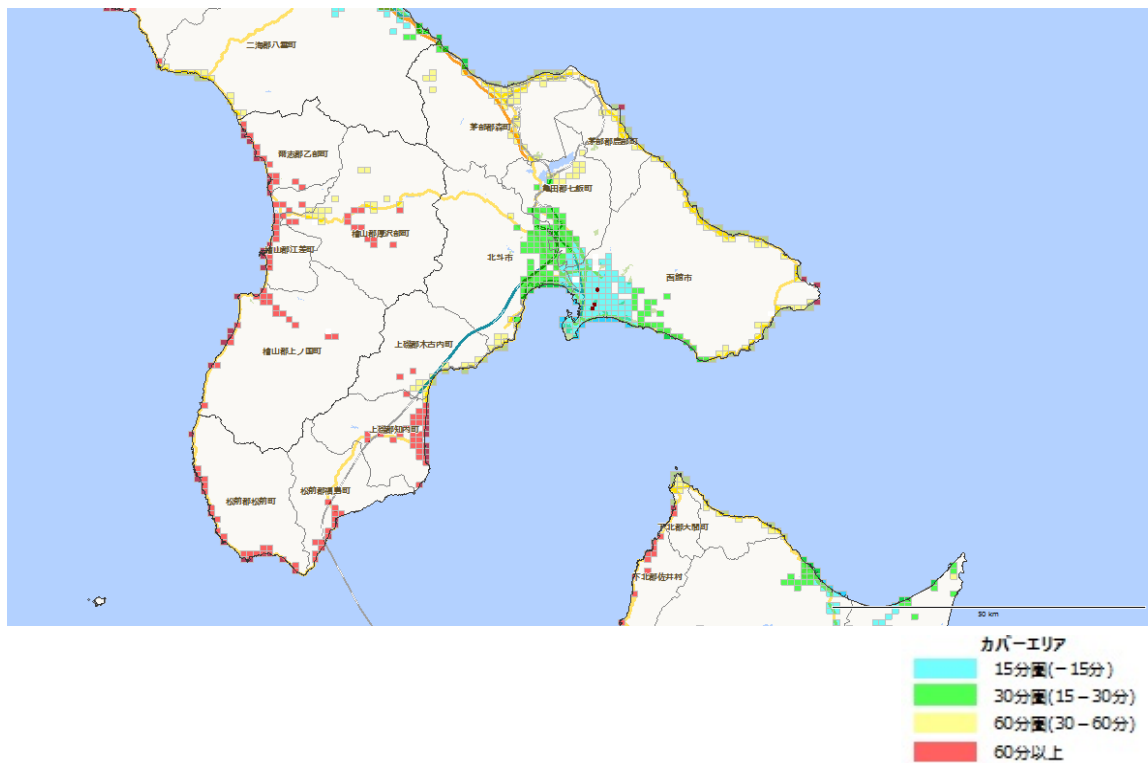 二海郡八雲町
茅部郡森町
茅部郡鹿部町
爾志郡乙部町
亀田郡七飯町
檜山郡厚沢部町
檜山郡江差町
北斗市
函館市
上磯郡木古内町
檜山郡上ノ国町
上磯郡知内町
松前郡福島町
松前郡松前町
下北郡大間町
下北郡佐井村
30 km
カバーエリア
15分圏(－15分)
30分圏(15－30分)
60分圏(30－60分)
60分以上